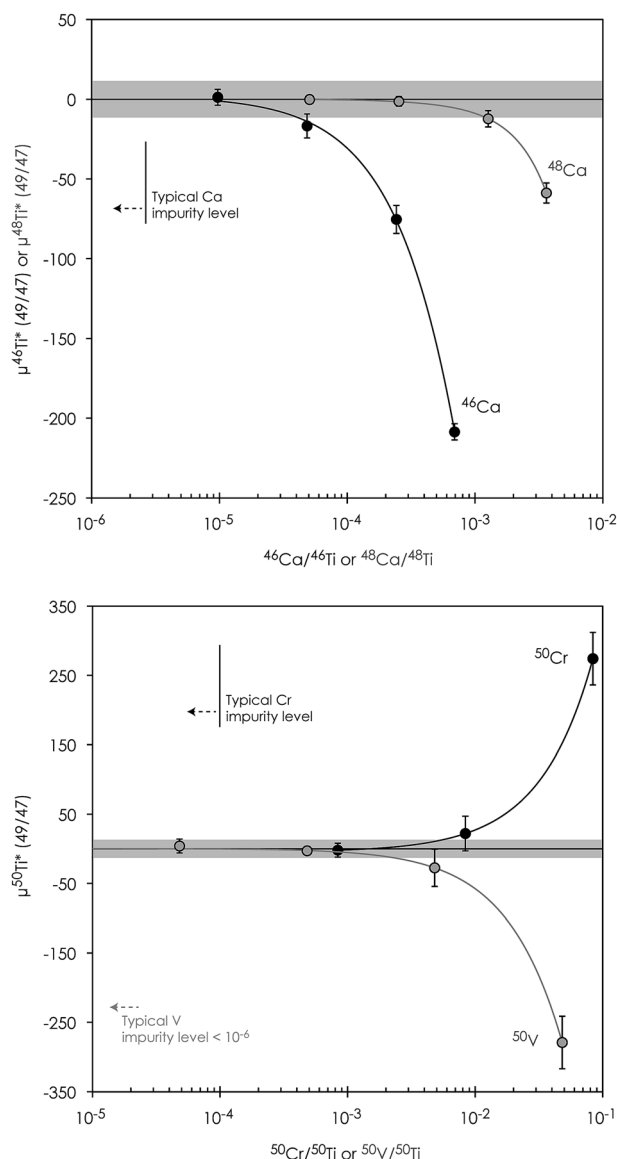 50
0
-50
-100
-150
-200
-250
μ⁴⁶Ti* (49/47) or μ⁴⁸Ti* (49/47)
Typical Ca
impurity level
⁴⁸Ca
⁴⁶Ca
10⁻⁶ 10⁻⁵ 10⁻⁴ 10⁻³ 10⁻²
⁴⁶Ca/⁴⁶Ti or ⁴⁸Ca/⁴⁸Ti
350
250
150
50
-50
-150
-250
-350
μ⁵⁰Ti* (49/47)
⁵⁰Cr
Typical Cr
impurity level
Typical V
impurity level < 10⁻⁶
⁵⁰V
10⁻⁵ 10⁻⁴ 10⁻³ 10⁻² 10⁻¹
⁵⁰Cr/⁵⁰Ti or ⁵⁰V/⁵⁰Ti